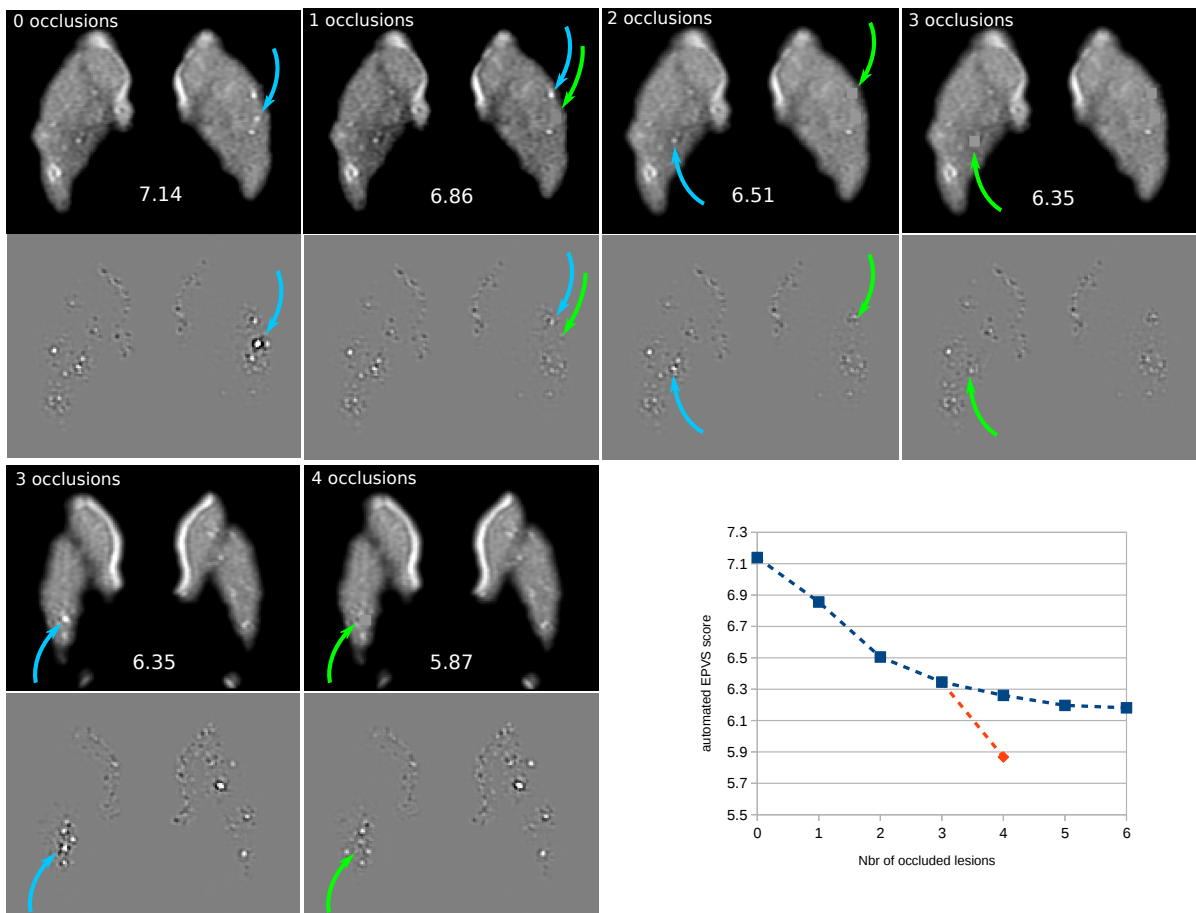 0 occlusions
1 occlusions
2 occlusions
3 occlusions
7.14
6.86
6.51
6.35
3 occlusions
4 occlusions
6.35
5.87
7.3
7.1
6.9
6.7
6.5
6.3
6.1
5.9
5.7
5.5
automated EPVS score
0 1 2 3 4 5 6
Nbr of occluded lesions